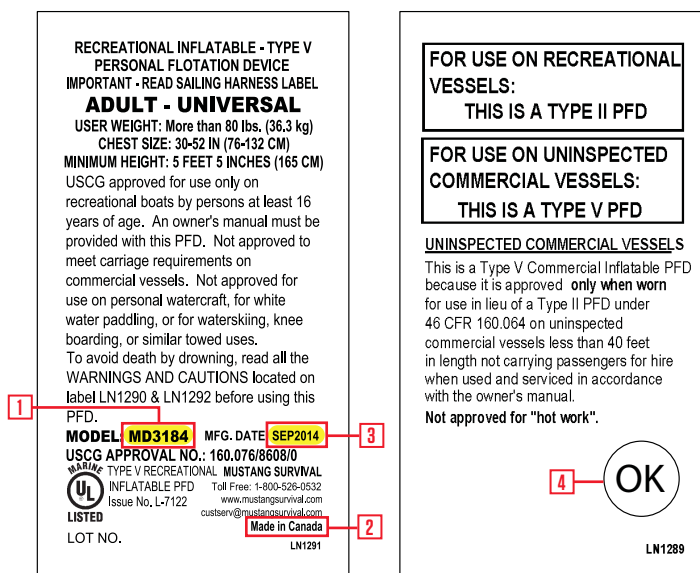 RECREATIONAL INFLATABLE - TYPE V
PERSONAL FLOTATION DEVICE
IMPORTANT - READ SAILING HARNESS LABEL
ADULT - UNIVERSAL
USER WEIGHT: More than 80 lbs. (36.3 kg)
CHEST SIZE: 30-52 IN (76-132 CM)
MINIMUM HEIGHT: 5 FEET 5 INCHES (165 CM)
USCG approved for use only on
recreational boats by persons at least 16
years of age. An owner's manual must be
provided with this PFD. Not approved to
meet carriage requirements on
commercial vessels. Not approved for
use on personal watercraft, for white
water paddling, or for waterskiing, knee
boarding, or similar towed uses.
To avoid death by drowning, read all the
WARNINGS AND CAUTIONS located on
label LN1290 & LN1292 before using this
PFD.
1
MODEL: MD3184 MFG. DATE SEP2014
3
USCG APPROVAL NO.: 160.076/8608/0
MARINE
UL
LISTED
TYPE V RECREATIONAL
INFLATABLE PFD
Issue No. L-7122
MUSTANG SURVIVAL
Toll Free: 1-800-526-0532
www.mustangsurvival.com
custserv@mustangsurvival.com
Made in Canada
2
LOT NO.
LN1291
FOR USE ON RECREATIONAL
VESSELS:
THIS IS A TYPE II PFD
FOR USE ON UNINSPECTED
COMMERCIAL VESSELS:
THIS IS A TYPE V PFD
UNINSPECTED COMMERCIAL VESSELS
This is a Type V Commercial Inflatable PFD
because it is approved only when worn
for use in lieu of a Type II PFD under
46 CFR 160.064 on uninspected
commercial vessels less than 40 feet
in length not carrying passengers for hire
when used and serviced in accordance
with the owner's manual.
Not approved for "hot work".
4
OK
LN1289